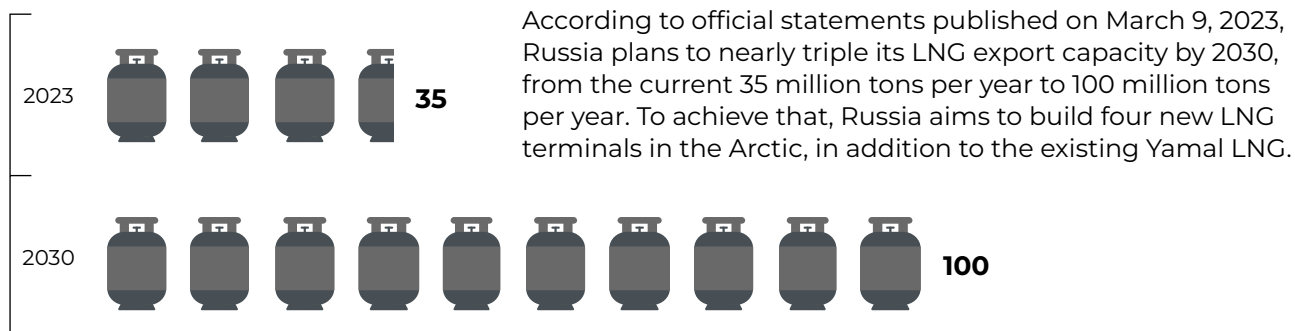 According to official statements published on March 9, 2023,
Russia plans to nearly triple its LNG export capacity by 2030,
from the current 35 million tons per year to 100 million tons
per year. To achieve that, Russia aims to build four new LNG
terminals in the Arctic, in addition to the existing Yamal LNG.
2023
35
2030
100